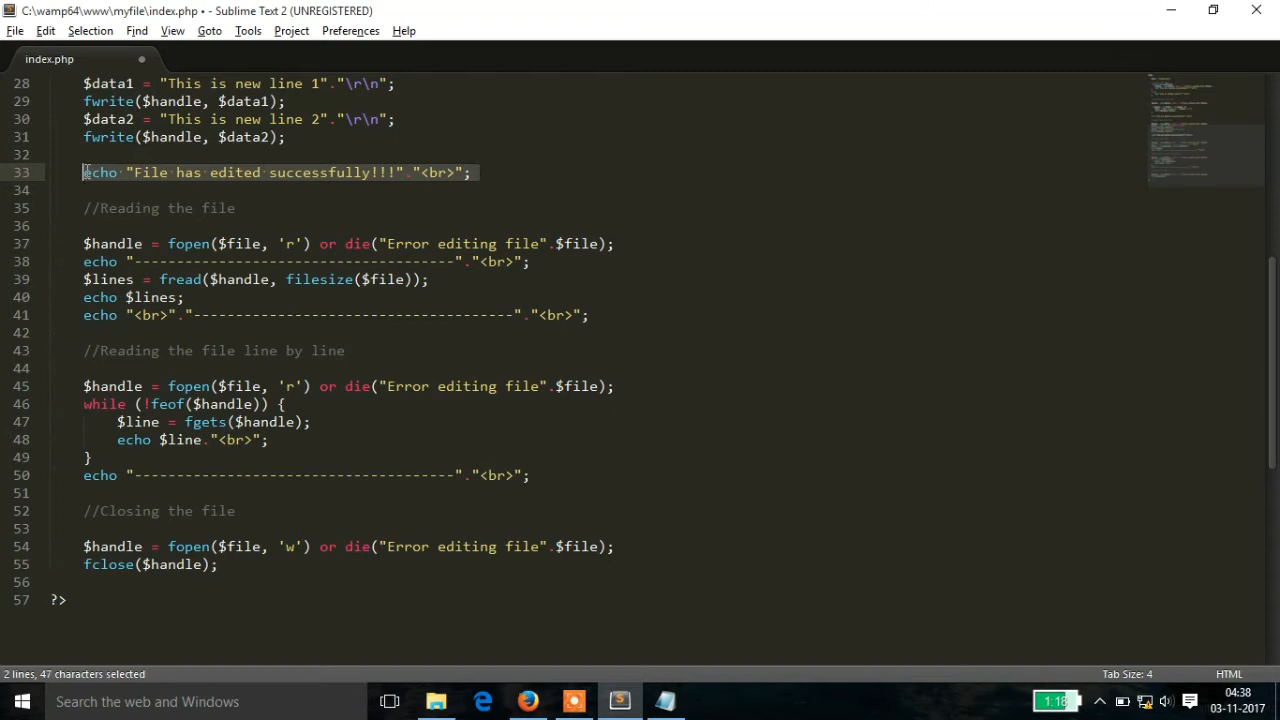 C:\wamp64\www\myfile\index.php • - Sublime Text 2 (UNREGISTERED)
File Edit Selection Find View Goto Tools Project Preferences Help
index.php
28 $data1 = "This is new line 1"."\r\n";
29 fwrite($handle, $data1);
30 $data2 = "This is new line 2"."\r\n";
31 fwrite($handle, $data2);
32
33 echo "File has edited successfully!!!"."<br>";
34
35 //Reading the file
36
37 $handle = fopen($file, 'r') or die("Error editing file".$file);
38 echo "--------------------------------------"."<br>";
39 $lines = fread($handle, filesize($file));
40 echo $lines;
41 echo "<br>"."--------------------------------------"."<br>";
42
43 //Reading the file line by line
44
45 $handle = fopen($file, 'r') or die("Error editing file".$file);
46 while (!feof($handle)) {
47 $line = fgets($handle);
48 echo $line."<br>";
49 }
50 echo "--------------------------------------"."<br>";
51
52 //Closing the file
53
54 $handle = fopen($file, 'w') or die("Error editing file".$file);
55 fclose($handle);
56
57 ?>
2 lines, 47 characters selected Tab Size: 4 HTML
Search the web and Windows
1:18
04:38
03-11-2017